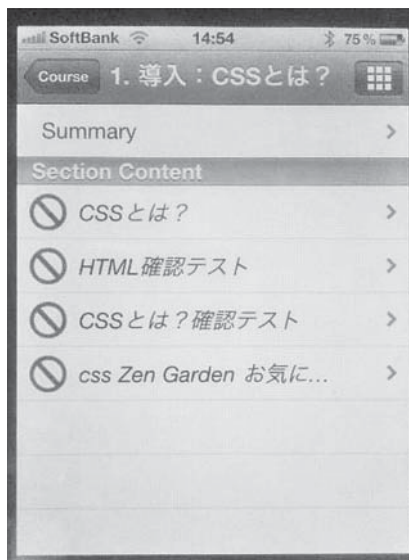 SoftBank 14:54 75%
Course 1. 導入：CSSとは？
Summary
Section Content
CSSとは？
HTML確認テスト
CSSとは？確認テスト
css Zen Garden お気に...